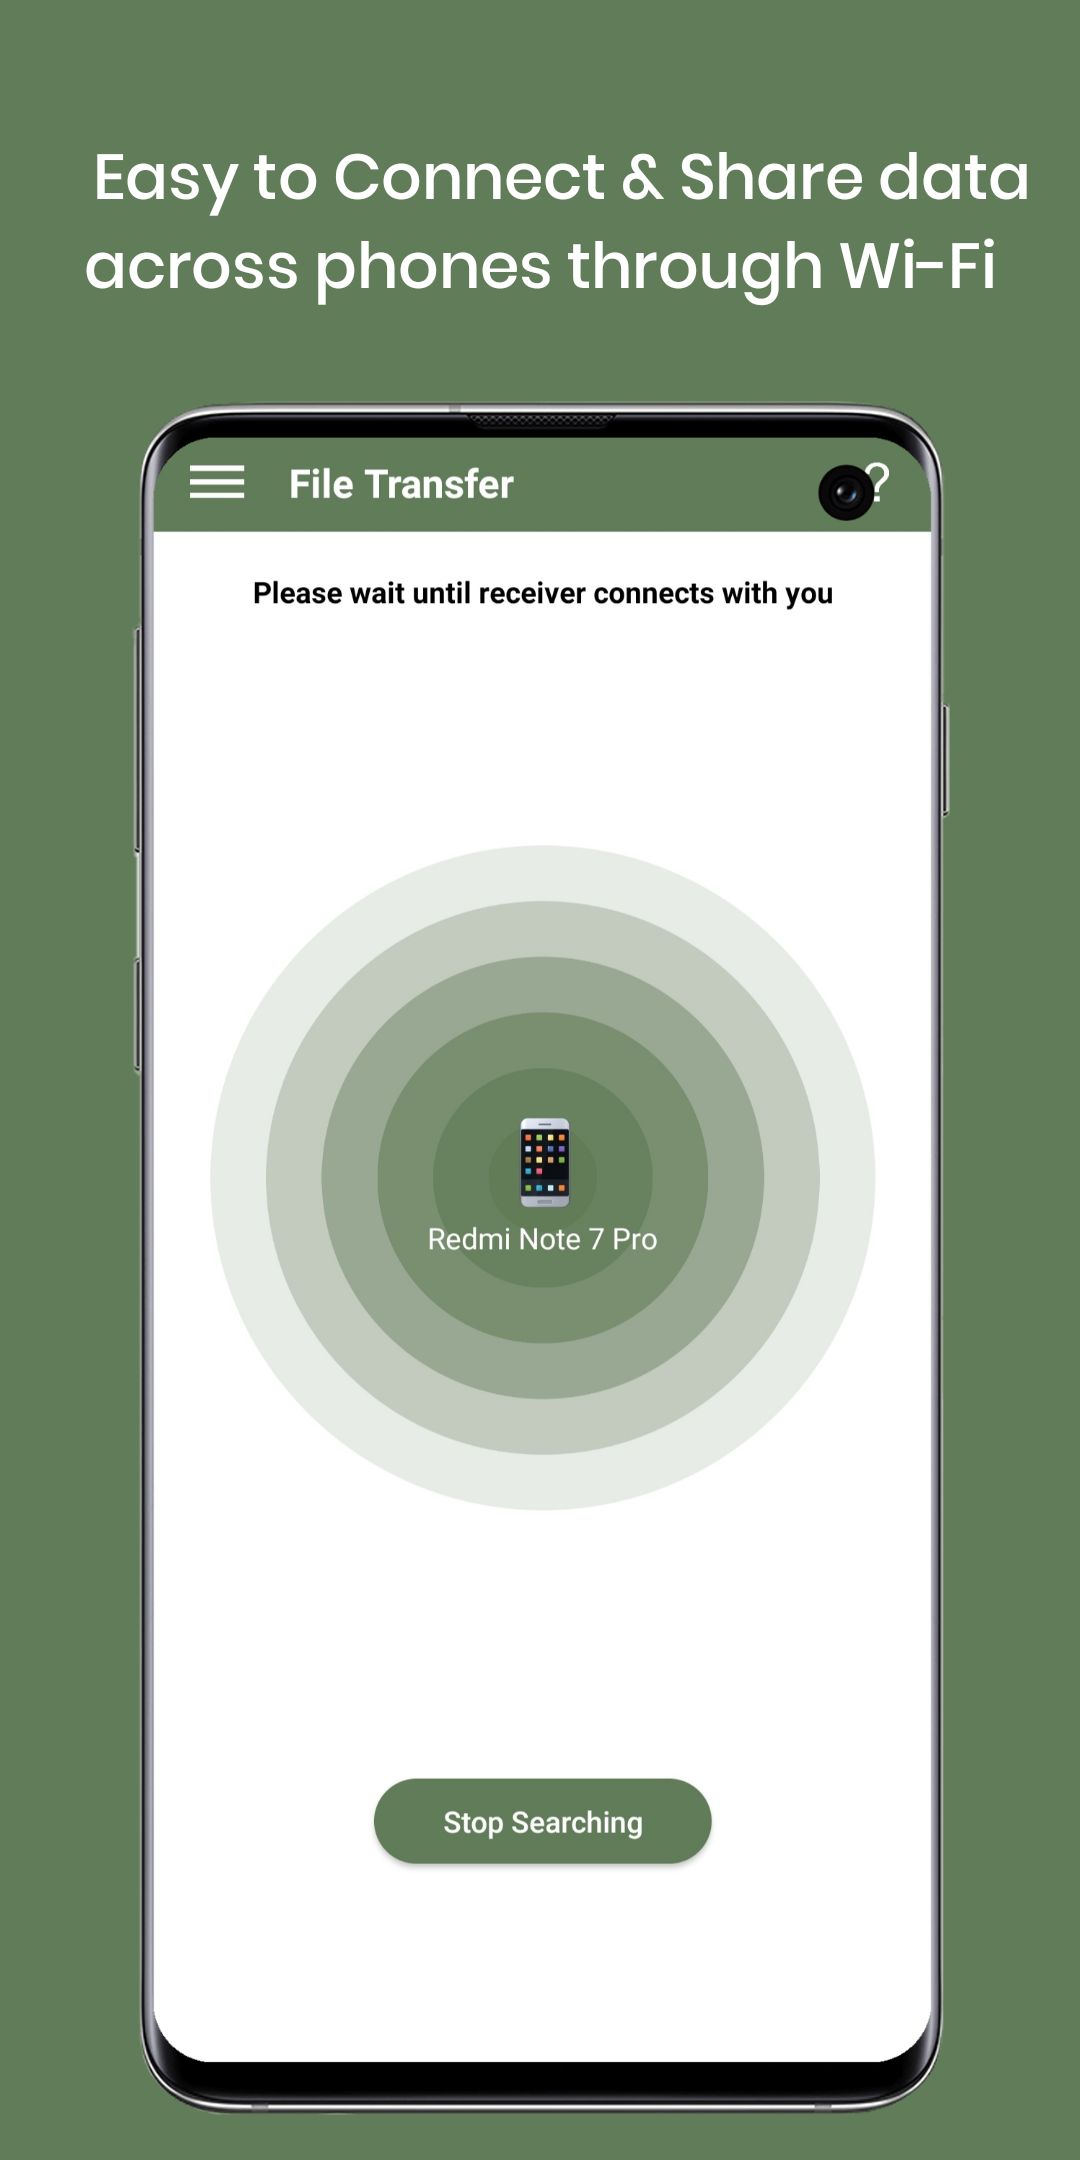 Easy to Connect & Share data
across phones through Wi-Fi
File Transfer
?
Please wait until receiver connects with you
Redmi Note 7 Pro
Stop Searching